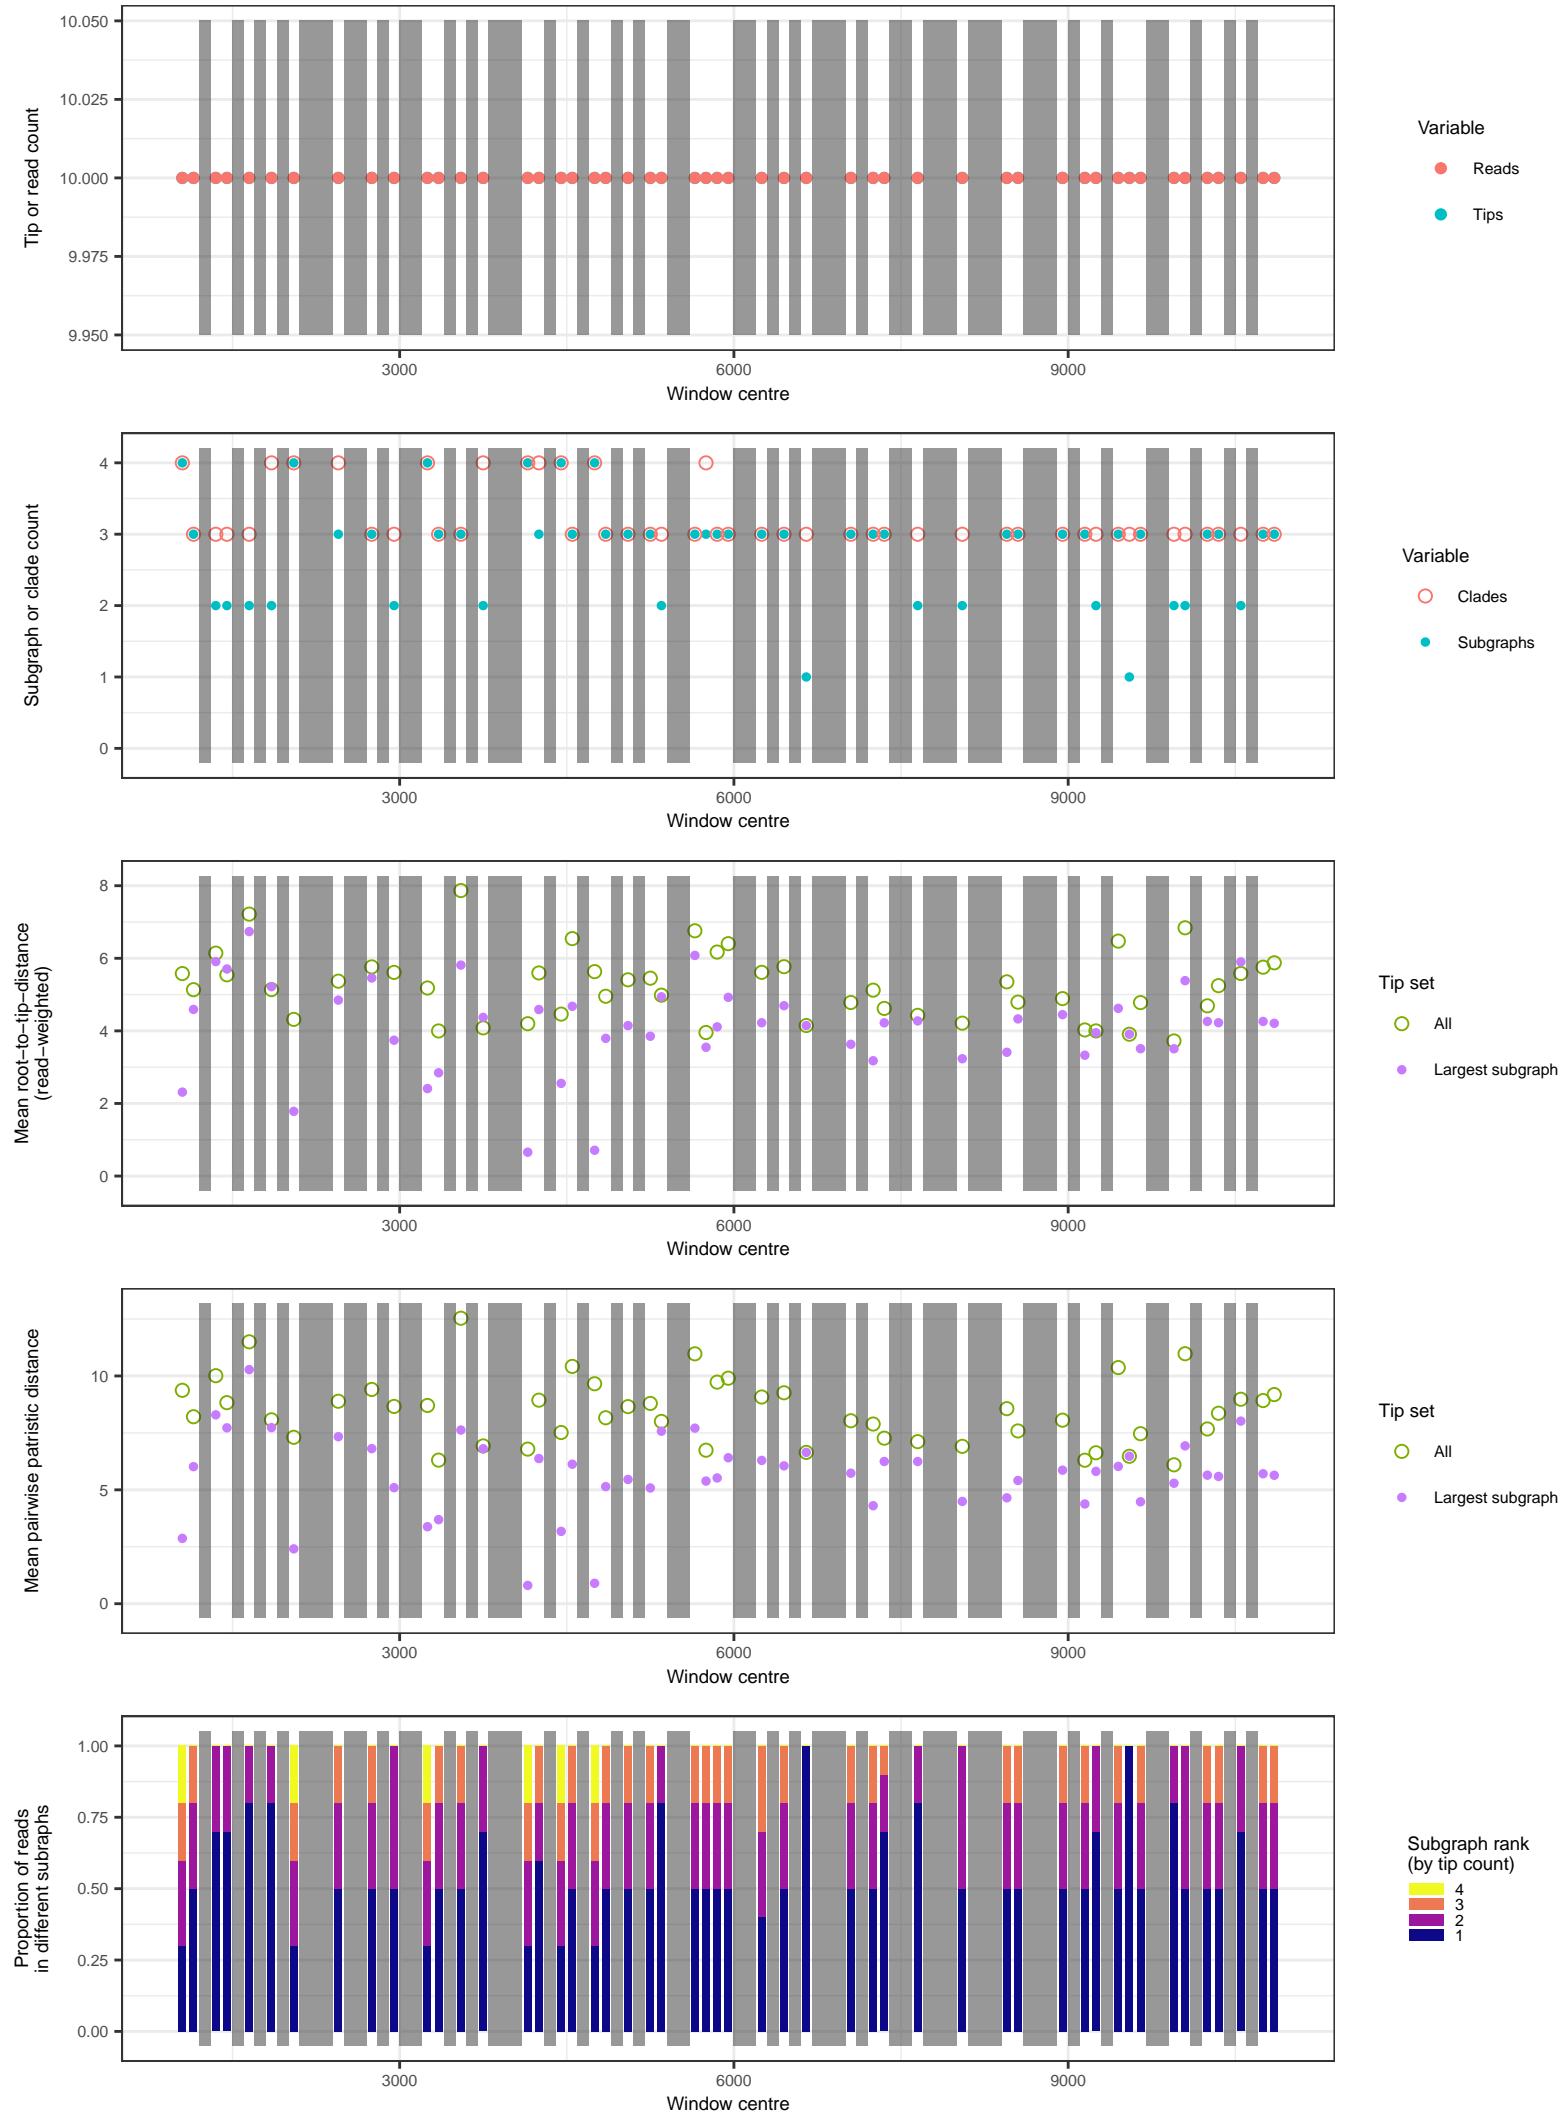 10.050
10.025
10.000
9.975
9.950
Tip or read count
3000 6000 9000
Window centre
Variable
Reads
Tips
4
3
2
1
0
Subgraph or clade count
3000 6000 9000
Window centre
Variable
Clades
Subgraphs
8
6
4
2
0
Mean root−to−tip−distance
(read−weighted)
3000 6000 9000
Window centre
Tip set
All
Largest subgraph
10
5
0
Mean pairwise patristic distance
3000 6000 9000
Window centre
Tip set
All
Largest subgraph
1.00
0.75
0.50
0.25
0.00
Proportion of reads
in different subraphs
3000 6000 9000
Window centre
Subgraph rank
(by tip count)
4
3
2
1